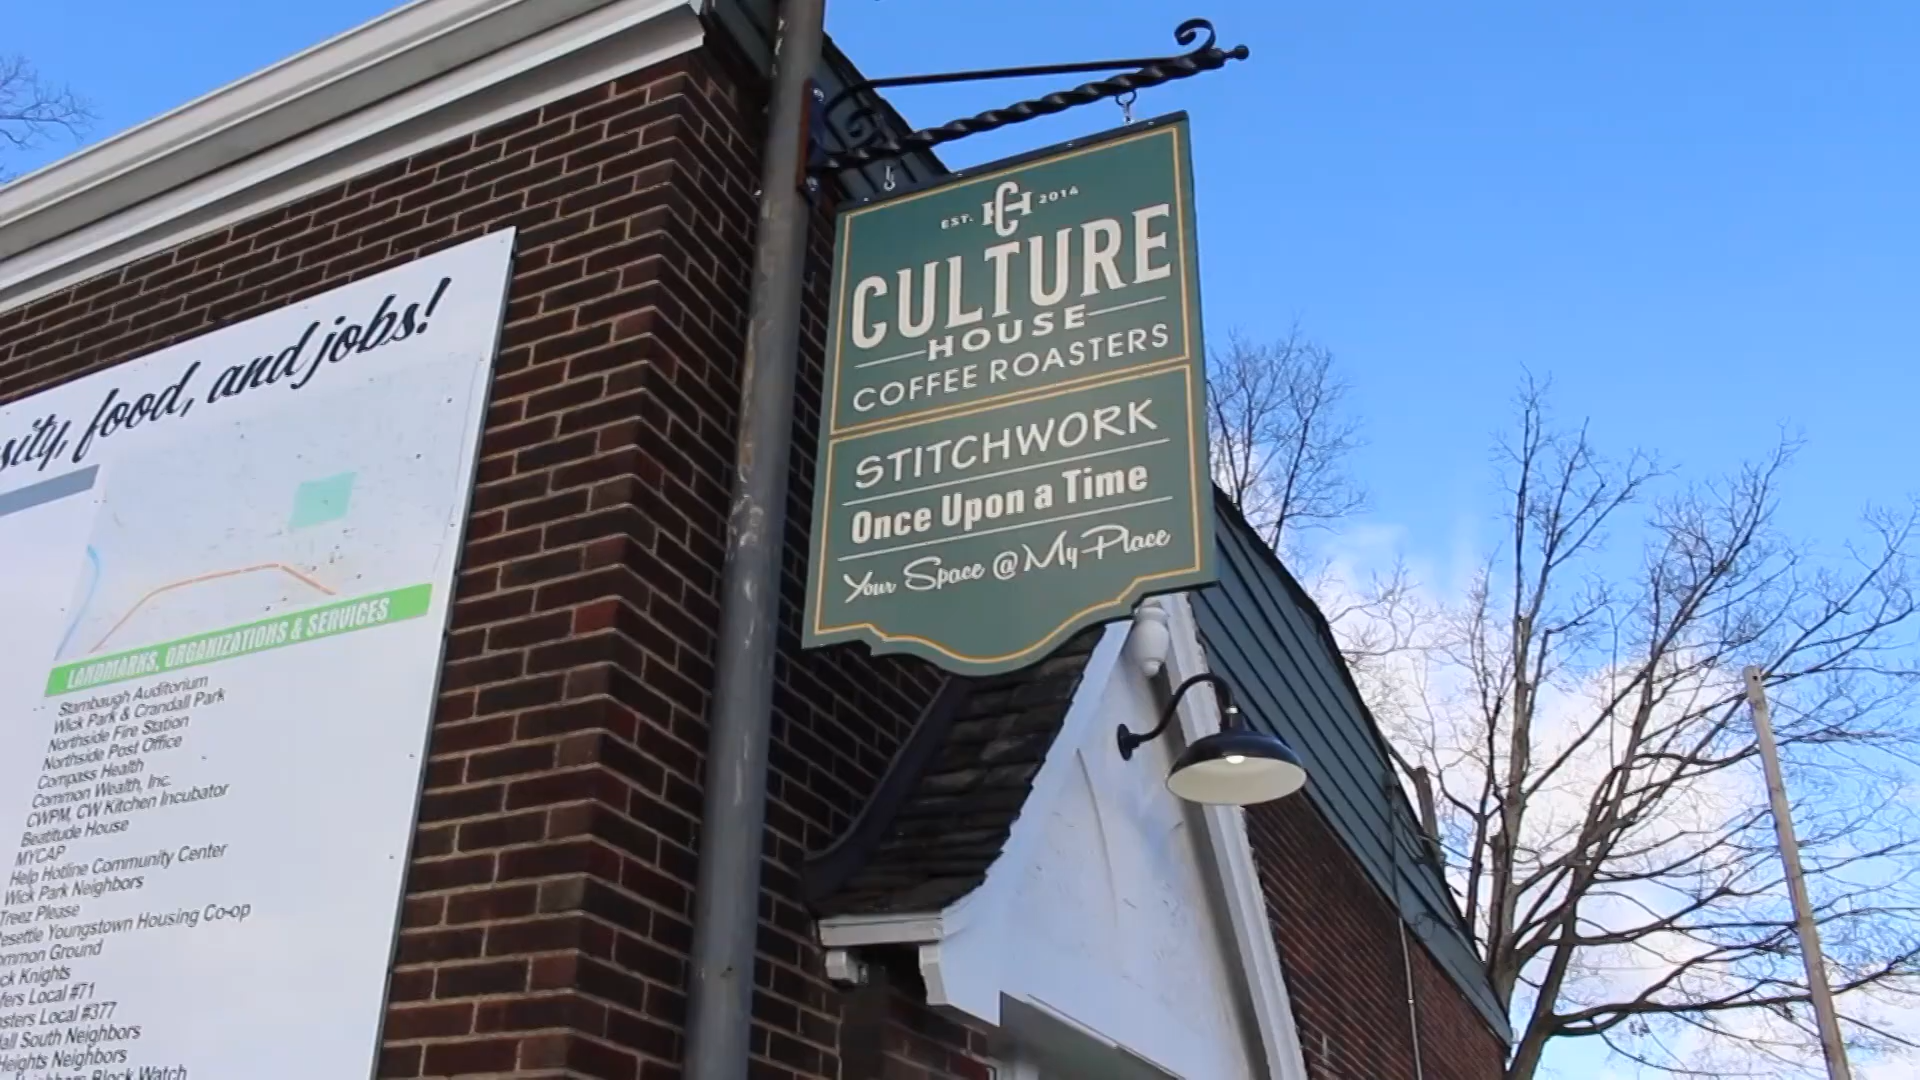 food, and jobs!
LANDMARKS, ORGANIZATIONS & SERVICES
Stambaugh Auditorium
Wick Park & Crandall Park
Northside Fire Station
Northside Post Office
Compass Health
Common Wealth, Inc.
CWPM, CW Kitchen Incubator
Beatitude House
MYCAP
Help Hotline Community Center
Wick Park Neighbors
Treez Please
Youngstown Housing Co-op
Ground
Knights
Local #71
Local #377
South Neighbors
Heights Neighbors
Block Watch
EST. CH 2014
CULTURE
HOUSE
COFFEE ROASTERS
STITCHWORK
Once Upon a Time
Your Space @ My Place